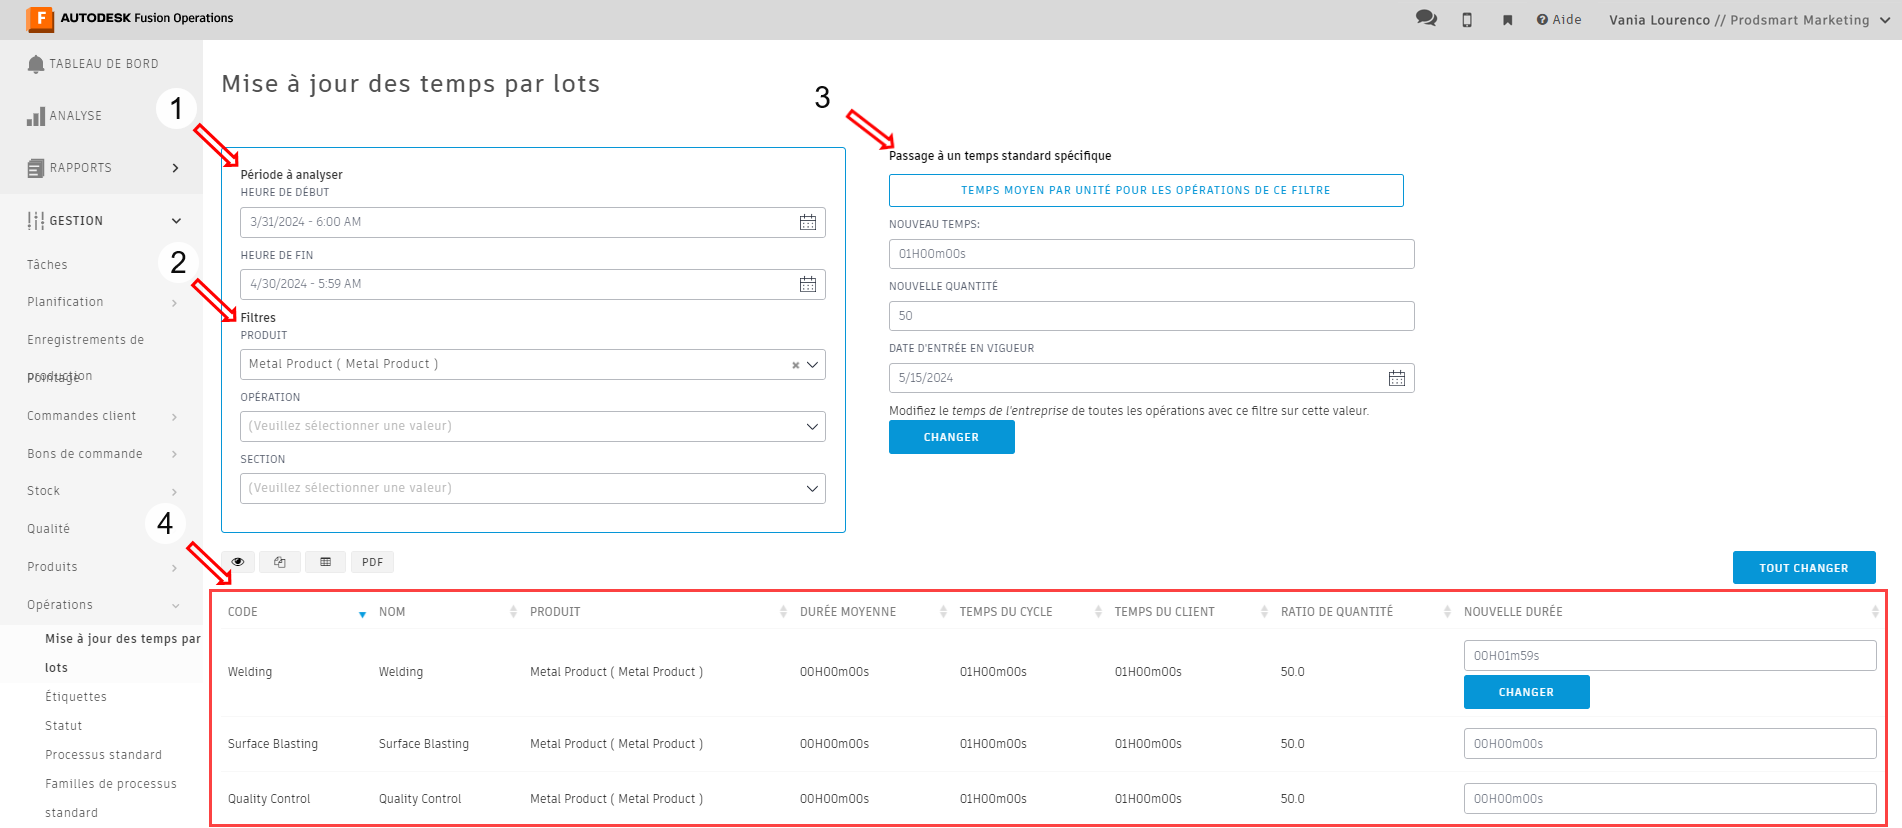 AUTODESK Fusion Operations
Aide
Vania Lourenco // Prodsmart Marketing
TABLEAU DE BORD
ANALYSE
RAPPORTS
GESTION
Tâches
Planification
Enregistrements de
production
Pointage
Commandes client
Bons de commande
Stock
Qualité
Produits
Opérations
Mise à jour des temps par
lots
Étiquettes
Statut
Processus standard
Familles de processus
standard
Mise à jour des temps par lots
1
Période à analyser
HEURE DE DÉBUT
3/31/2024 - 6:00 AM
HEURE DE FIN
4/30/2024 - 5:59 AM
2
Filtres
PRODUIT
Metal Product ( Metal Product )
OPÉRATION
(Veuillez sélectionner une valeur)
SECTION
(Veuillez sélectionner une valeur)
3
Passage à un temps standard spécifique
TEMPS MOYEN PAR UNITÉ POUR LES OPÉRATIONS DE CE FILTRE
NOUVEAU TEMPS:
01H00m00s
NOUVELLE QUANTITÉ
50
DATE D'ENTRÉE EN VIGUEUR
5/15/2024
Modifiez le temps de l'entreprise de toutes les opérations avec ce filtre sur cette valeur.
CHANGER
4
PDF
TOUT CHANGER
CODE NOM PRODUIT DURÉE MOYENNE TEMPS DU CYCLE TEMPS DU CLIENT RATIO DE QUANTITÉ NOUVELLE DURÉE
Welding Welding Metal Product ( Metal Product ) 00H00m00s 01H00m00s 01H00m00s 50.0 00H01m59s
CHANGER
Surface Blasting Surface Blasting Metal Product ( Metal Product ) 00H00m00s 01H00m00s 01H00m00s 50.0 00H00m00s
Quality Control Quality Control Metal Product ( Metal Product ) 00H00m00s 01H00m00s 01H00m00s 50.0 00H00m00s